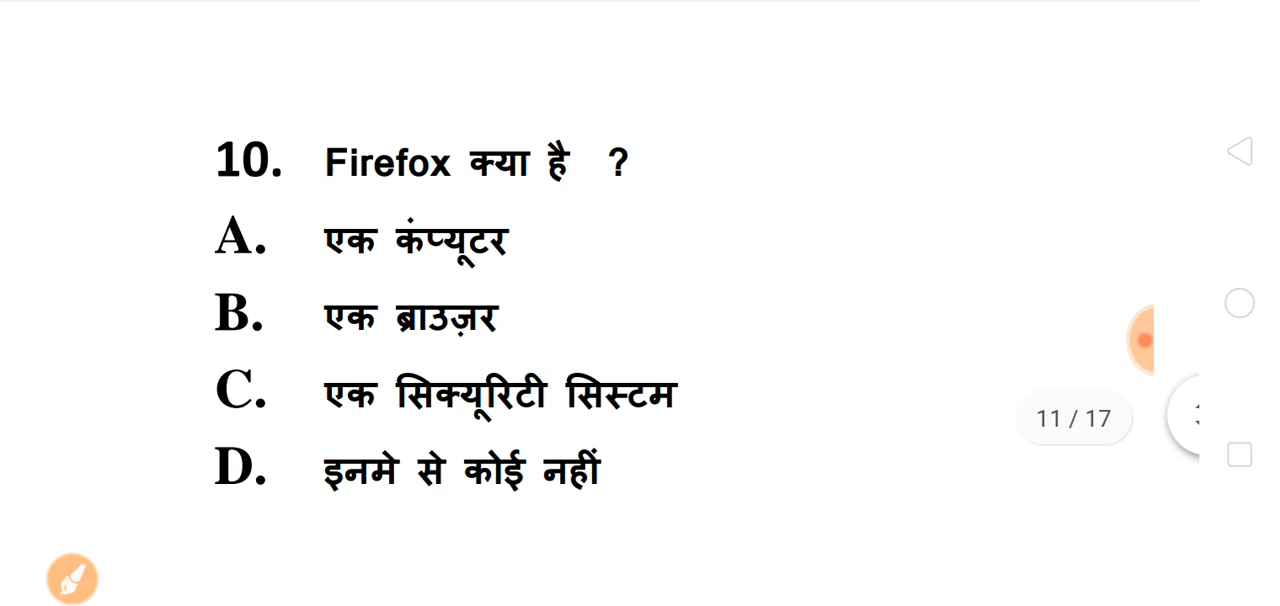 10. Firefox क्या है ?
A. एक कंप्यूटर
B. एक ब्राउज़र
C. एक सिक्यूरिटी सिस्टम
D. इनमे से कोई नहीं
11 / 17